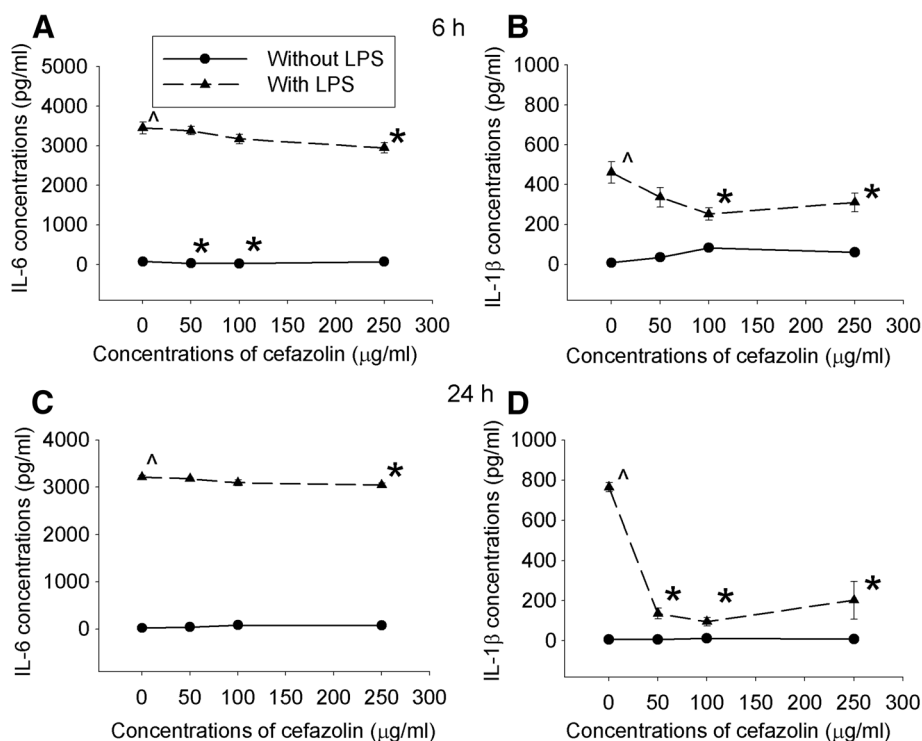 A
6 h
B
Without LPS
With LPS
IL-6 concentrations (pg/ml)
5000
4000
3000
2000
1000
0
^
*
*
*
0 50 100 150 200 250 300
Concentrations of cefazolin (μg/ml)
IL-1β concentrations (pg/ml)
1000
800
600
400
200
0
^
*
*
0 50 100 150 200 250 300
Concentrations of cefazolin (μg/ml)
C
24 h
D
IL-6 concentrations (pg/ml)
4000
3000
2000
1000
0
^
*
0 50 100 150 200 250 300
Concentrations of cefazolin (μg/ml)
IL-1β concentrations (pg/ml)
1000
800
600
400
200
0
^
*
*
*
0 50 100 150 200 250 300
Concentrations of cefazolin (μg/ml)